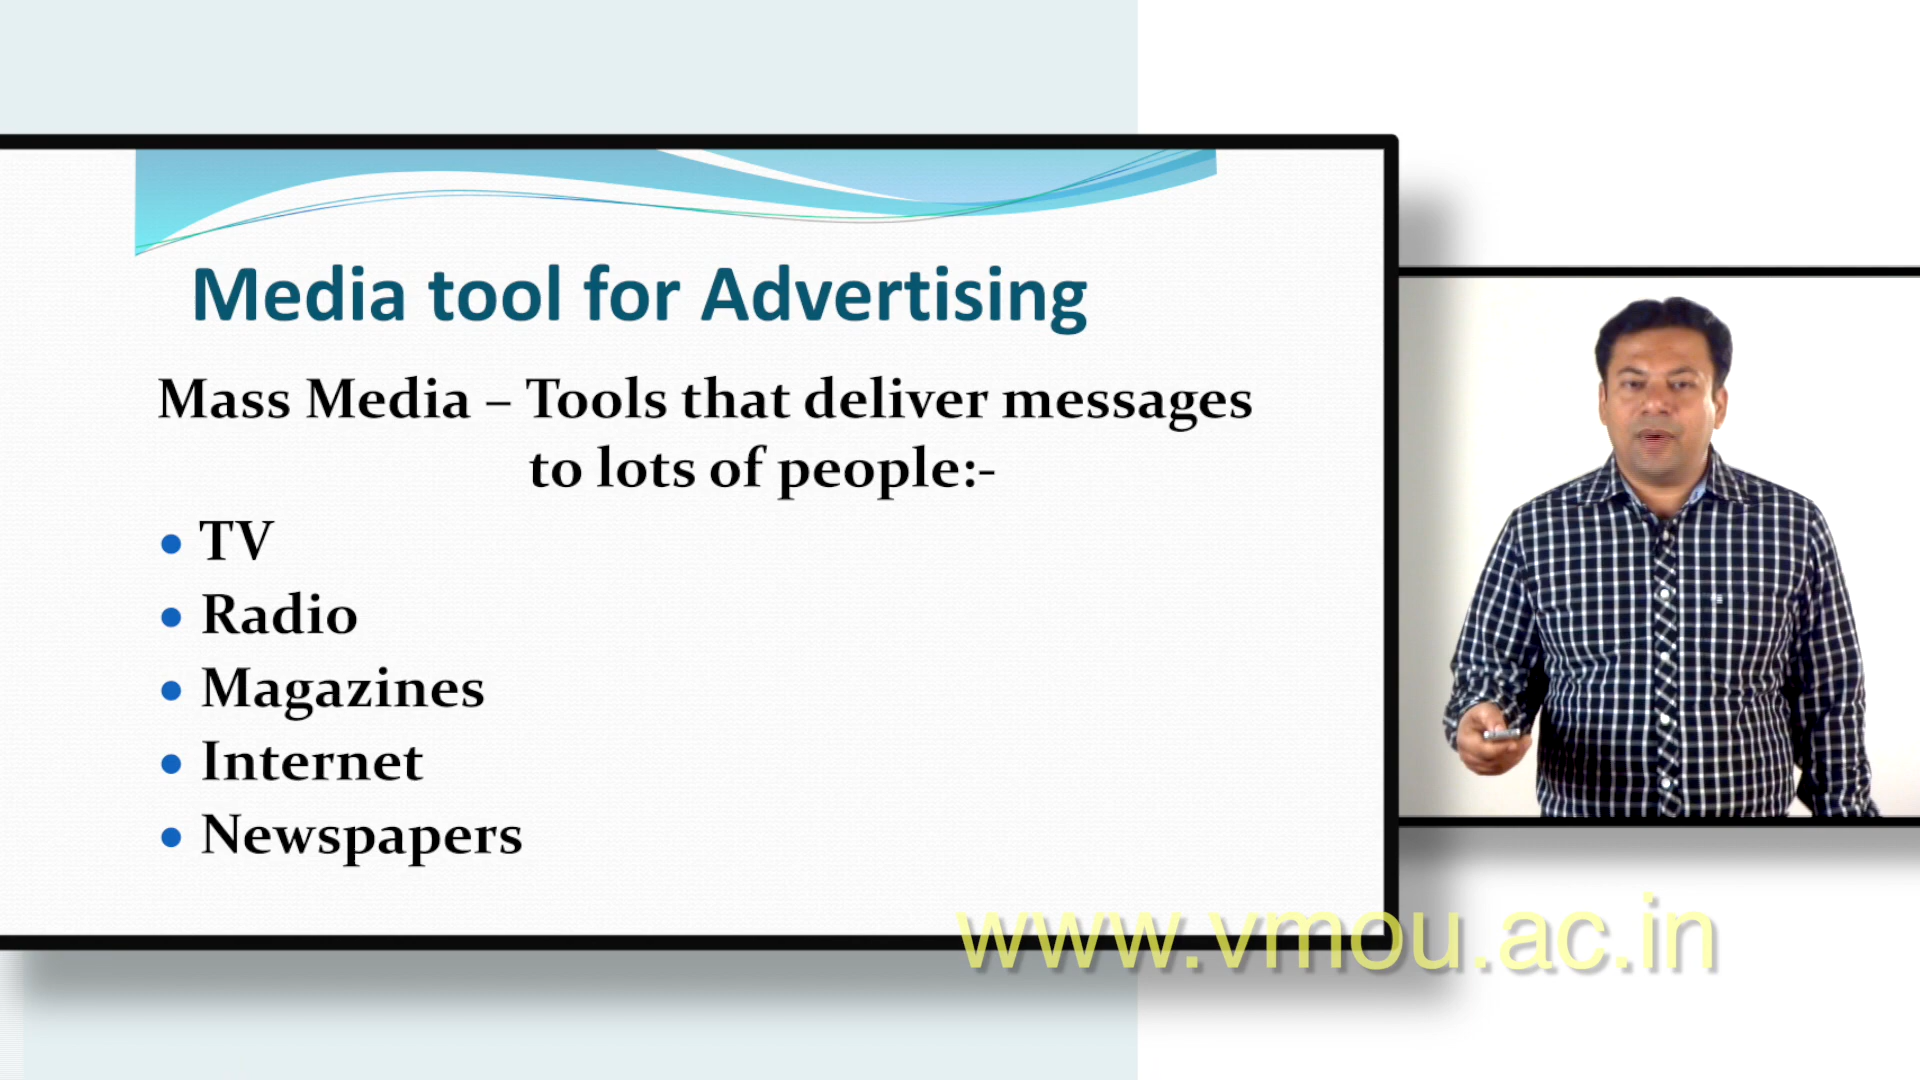 Media tool for Advertising
Mass Media – Tools that deliver messages
to lots of people:-
• TV
• Radio
• Magazines
• Internet
• Newspapers
www.vmou.ac.in